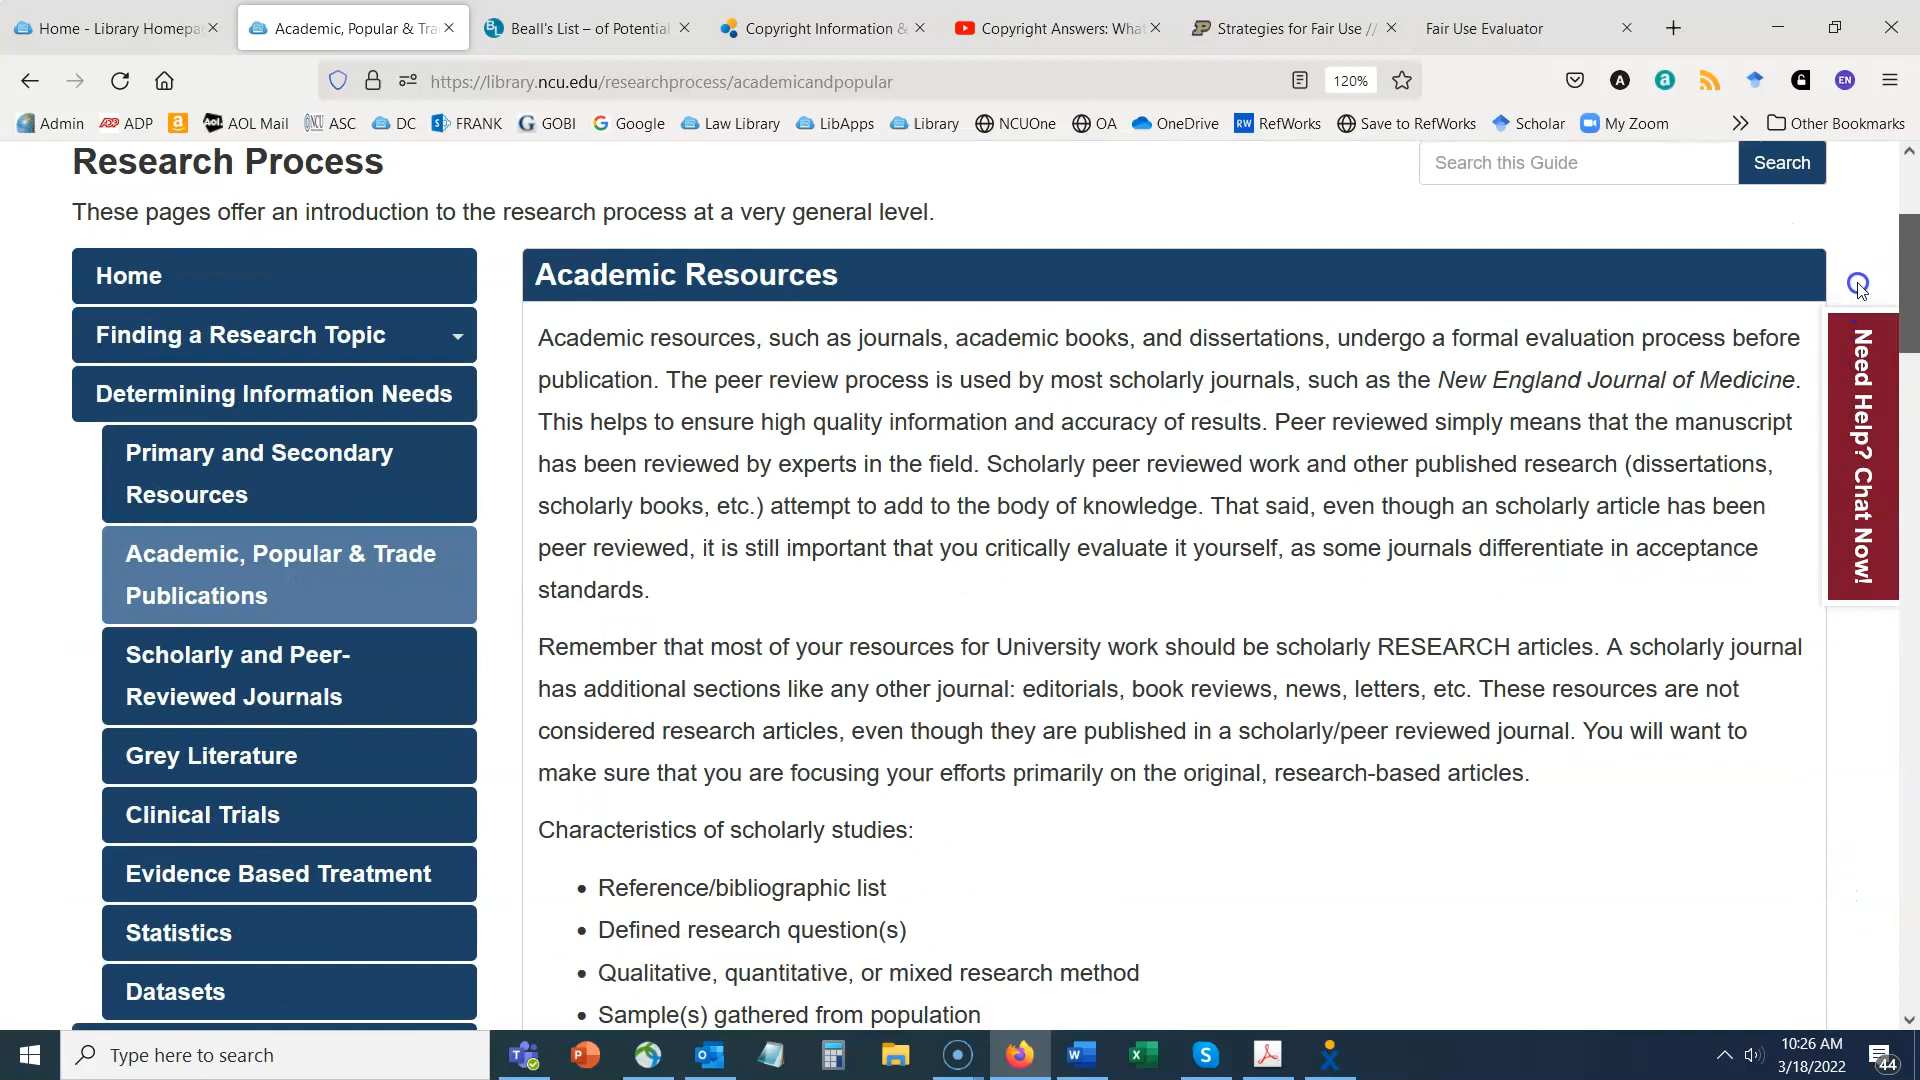 Home - Library Homepa
Academic, Popular & Tra
BL Beall's List – of Potential
Copyright Information &
Copyright Answers: What
Strategies for Fair Use //
Fair Use Evaluator
https://library.ncu.edu/researchprocess/academicandpopular
120%
A
a
EN
Admin
ADP
AOL Mail
ASC
DC
FRANK
GOBI
Google
Law Library
LibApps
Library
NCUOne
OA
OneDrive
RW RefWorks
Save to RefWorks
Scholar
My Zoom
Other Bookmarks
Research Process
Search this Guide
Search
These pages offer an introduction to the research process at a very general level.
Home
Finding a Research Topic
Determining Information Needs
Primary and Secondary
Resources
Academic, Popular & Trade
Publications
Scholarly and Peer-
Reviewed Journals
Grey Literature
Clinical Trials
Evidence Based Treatment
Statistics
Datasets
Academic Resources
Academic resources, such as journals, academic books, and dissertations, undergo a formal evaluation process before
publication. The peer review process is used by most scholarly journals, such as the New England Journal of Medicine.
This helps to ensure high quality information and accuracy of results. Peer reviewed simply means that the manuscript
has been reviewed by experts in the field. Scholarly peer reviewed work and other published research (dissertations,
scholarly books, etc.) attempt to add to the body of knowledge. That said, even though an scholarly article has been
peer reviewed, it is still important that you critically evaluate it yourself, as some journals differentiate in acceptance
standards.
Remember that most of your resources for University work should be scholarly RESEARCH articles. A scholarly journal
has additional sections like any other journal: editorials, book reviews, news, letters, etc. These resources are not
considered research articles, even though they are published in a scholarly/peer reviewed journal. You will want to
make sure that you are focusing your efforts primarily on the original, research-based articles.
Characteristics of scholarly studies:
Reference/bibliographic list
Defined research question(s)
Qualitative, quantitative, or mixed research method
Sample(s) gathered from population
Need Help? Chat Now!
Type here to search
10:26 AM
3/18/2022
44